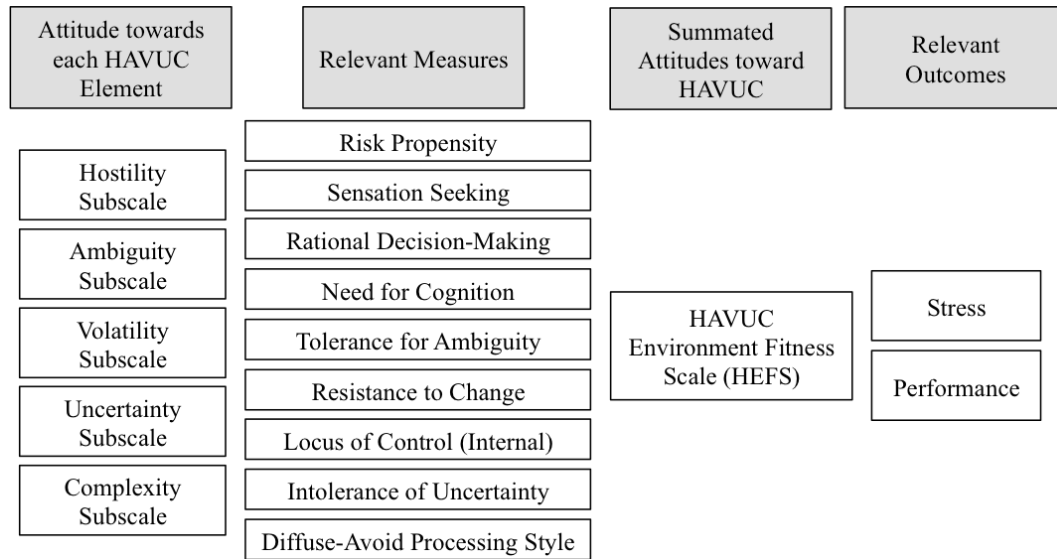 Attitude towards
each HAVUC
Element
Relevant Measures
Summated
Attitudes toward
HAVUC
Relevant
Outcomes
Hostility
Subscale
Ambiguity
Subscale
Volatility
Subscale
Uncertainty
Subscale
Complexity
Subscale
Risk Propensity
Sensation Seeking
Rational Decision-Making
Need for Cognition
Tolerance for Ambiguity
Resistance to Change
Locus of Control (Internal)
Intolerance of Uncertainty
Diffuse-Avoid Processing Style
HAVUC
Environment Fitness
Scale (HEFS)
Stress
Performance